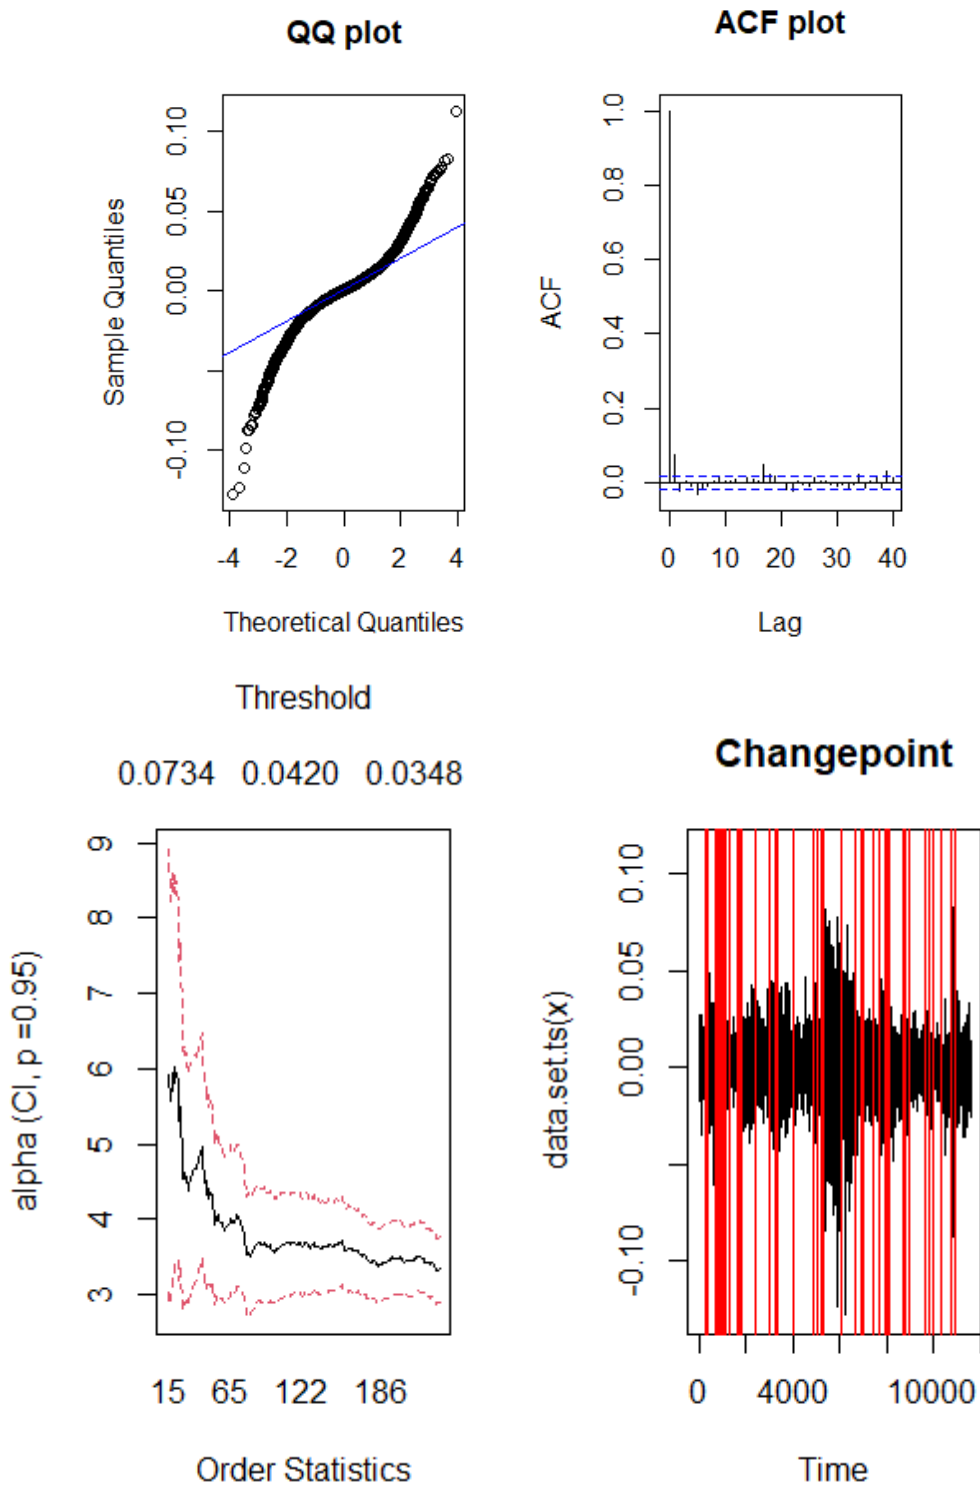 QQ plot
Sample Quantiles
0.10
0.05
0.00
-0.10
-4 -2 0 2 4
Theoretical Quantiles
ACF plot
ACF
1.0
0.8
0.6
0.4
0.2
0.0
0 10 20 30 40
Lag
Threshold
0.0734 0.0420 0.0348
alpha (CI, p =0.95)
9
8
7
6
5
4
3
15 65 122 186
Order Statistics
Changepoint
data.set.ts(x)
0.10
0.05
0.00
-0.10
0 4000 10000
Time